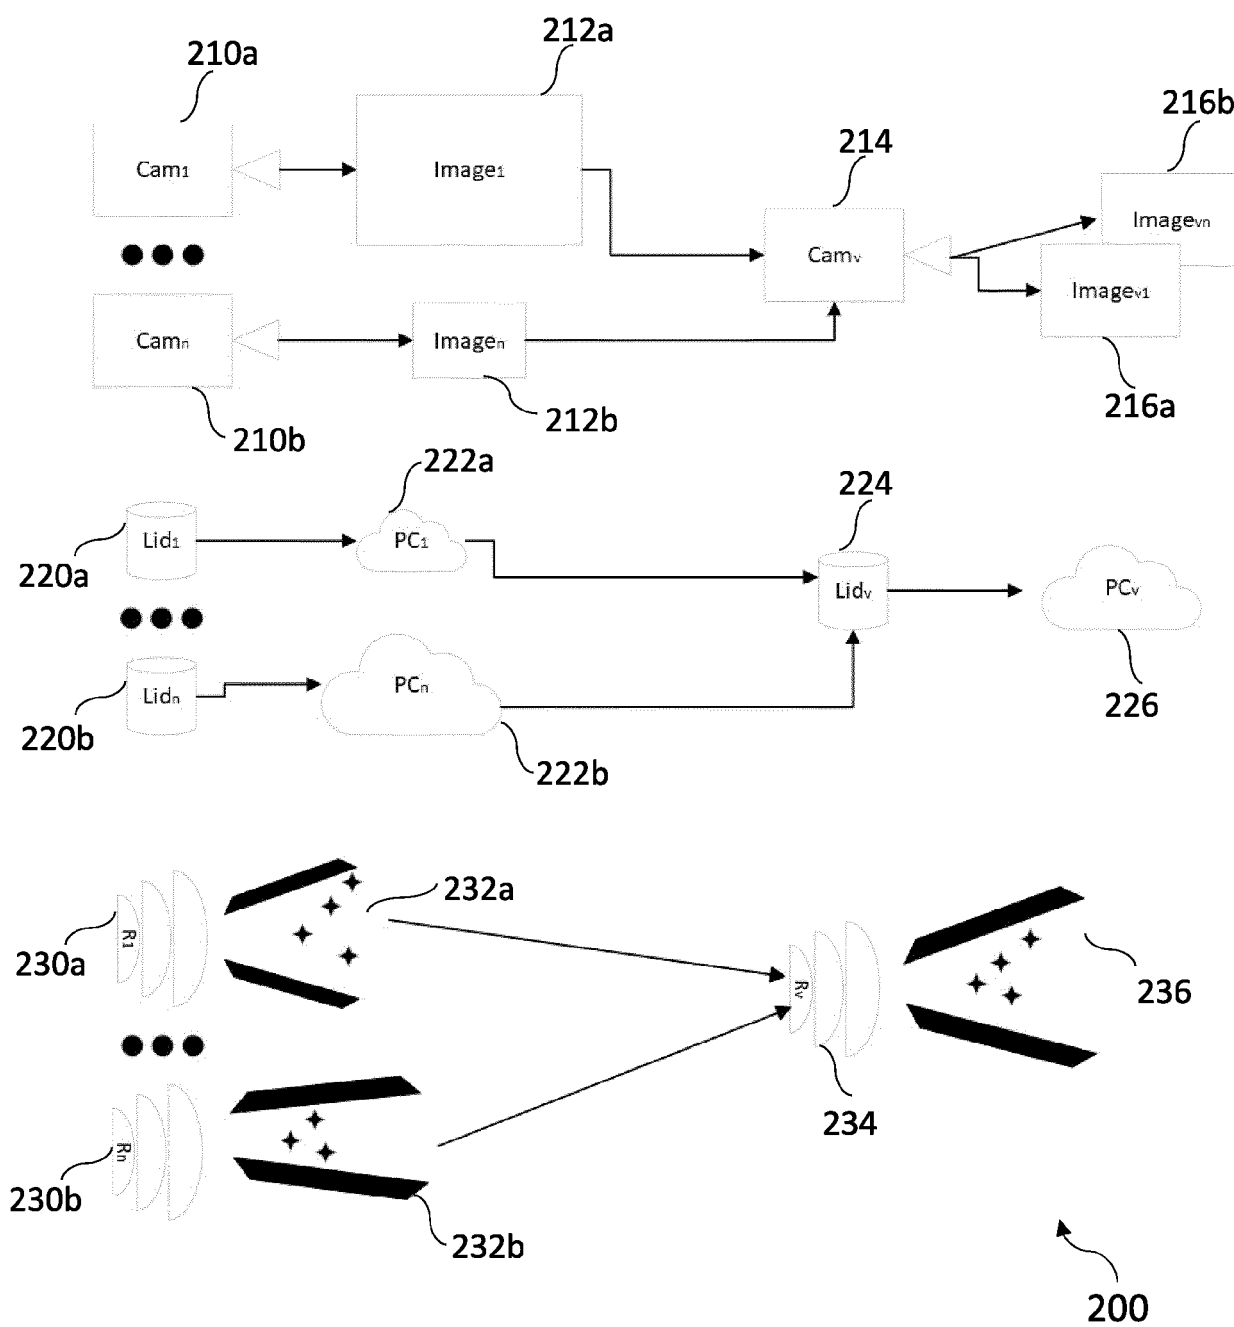 212a
210a
216b
214
Cam1
Image1
Imagevn
Camv
Imagev1
Camn
Imagen
216a
212b
210b
222a
224
Lid1
PC1
220a
Lidv
PCv
Lidn
PCn
226
220b
222b
232a
R1
230a
Rv
236
234
Rn
230b
232b
200